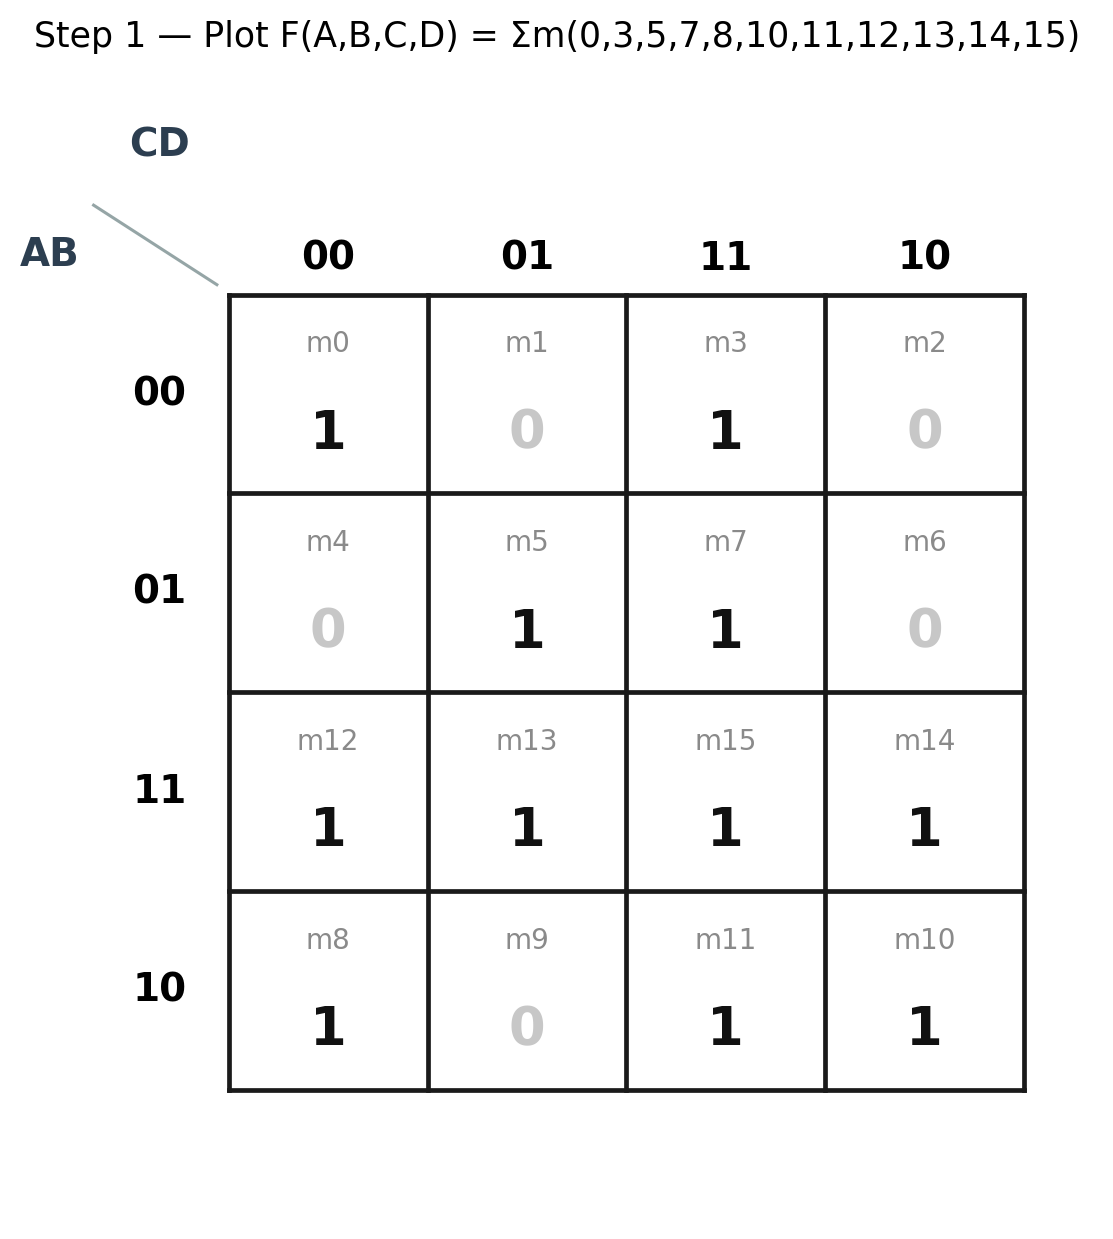 Step 1 — Plot F(A,B,C,D) = Σm(0,3,5,7,8,10,11,12,13,14,15)
CD
AB
00 01 11 10
m0 m1 m3 m2
00
1 0 1 0
m4 m5 m7 m6
01
0 1 1 0
m12 m13 m15 m14
11
1 1 1 1
m8 m9 m11 m10
10
1 0 1 1